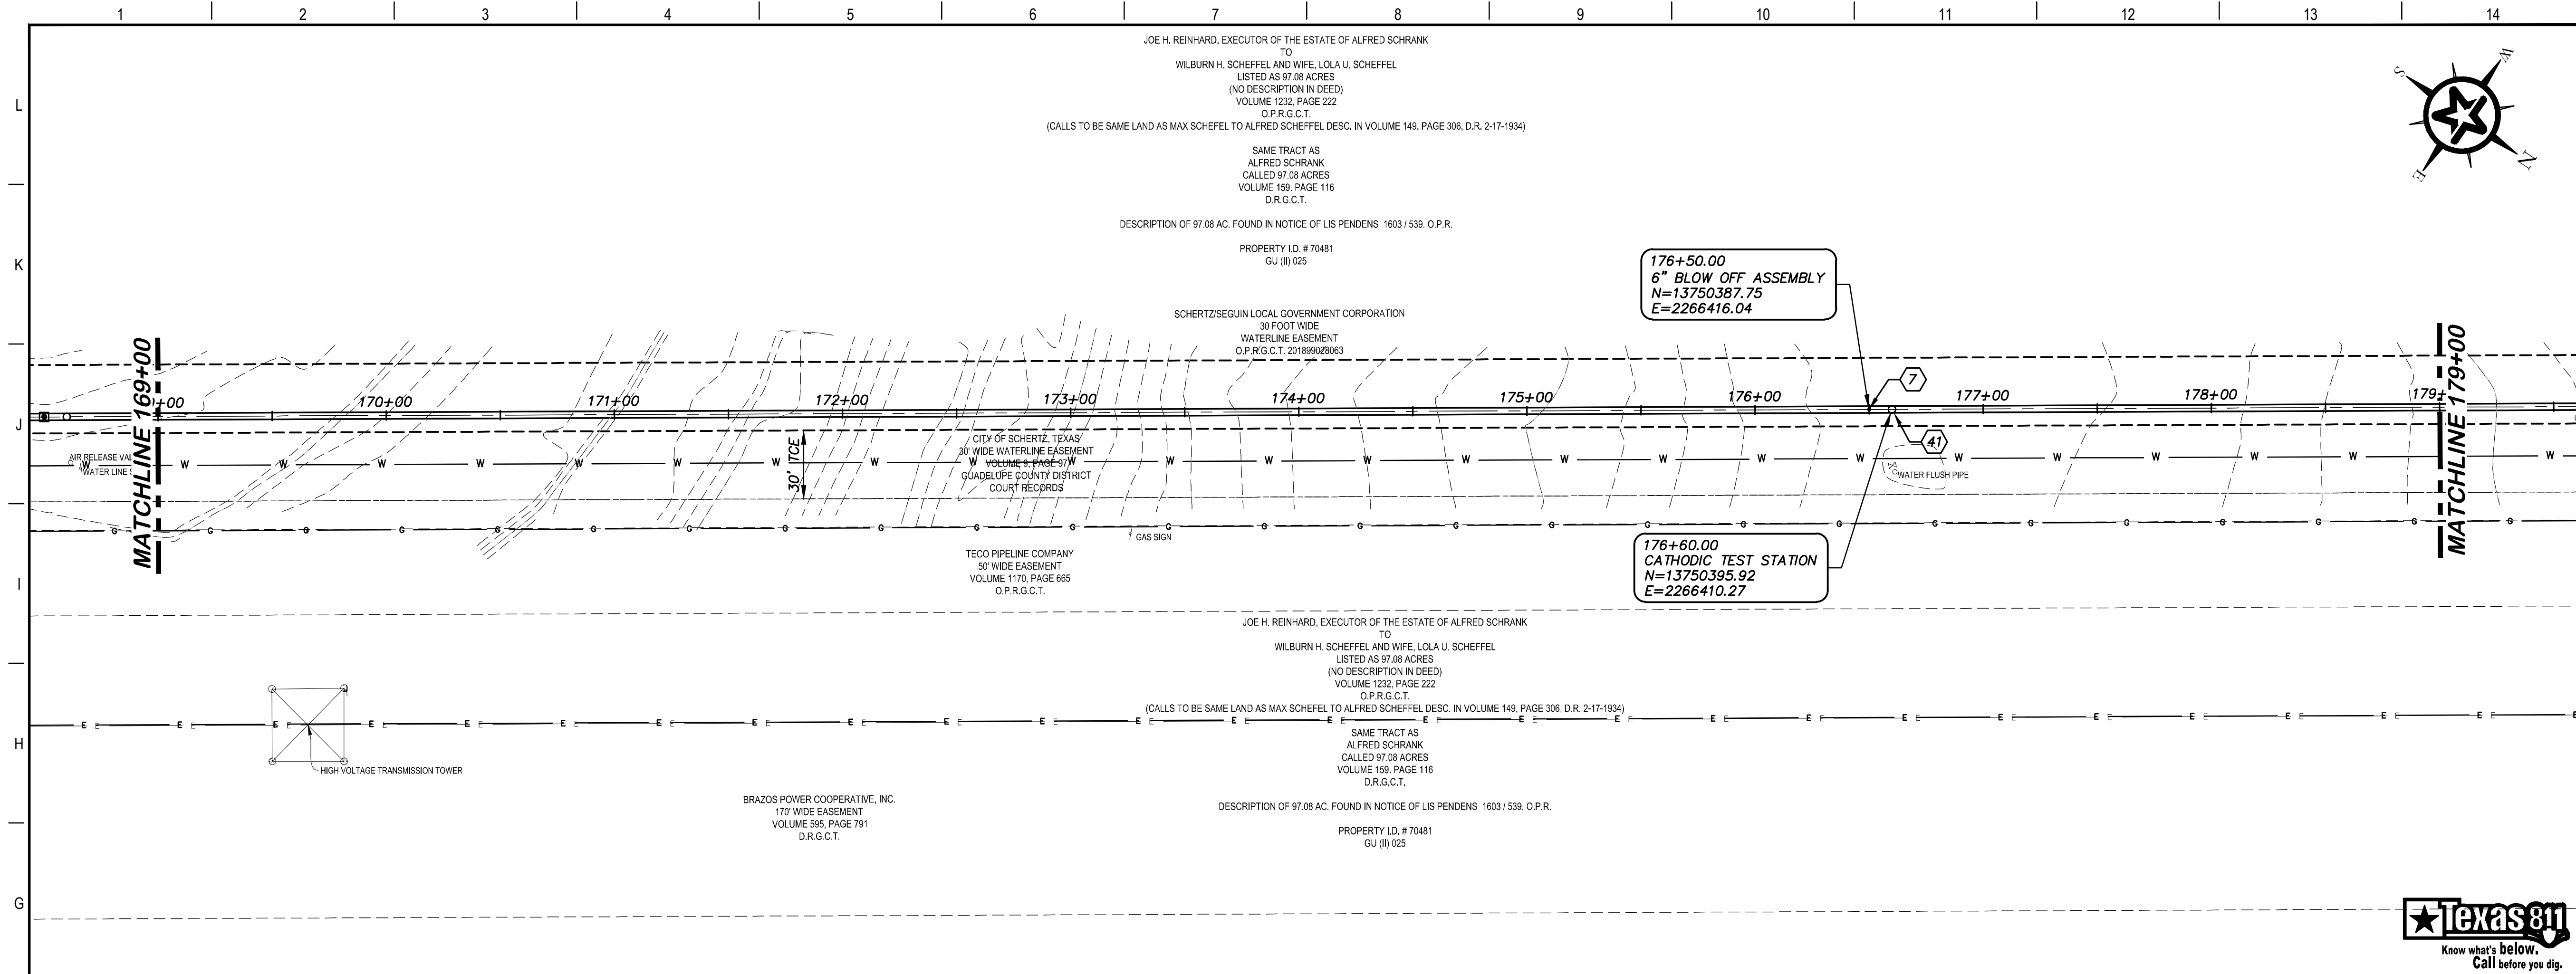 1 2 3 4 5 6 7 8 9 10 11 12 13 14
L
K
J
I
H
G
JOE H. REINHARD, EXECUTOR OF THE ESTATE OF ALFRED SCHRANK
TO
WILBURN H. SCHEFFEL AND WIFE, LOLA U. SCHEFFEL
LISTED AS 97.08 ACRES
(NO DESCRIPTION IN DEED)
VOLUME 1232, PAGE 222
O.P.R.G.C.T.
(CALLS TO BE SAME LAND AS MAX SCHEFEL TO ALFRED SCHEFFEL DESC. IN VOLUME 149, PAGE 306, D.R. 2-17-1934)
SAME TRACT AS
ALFRED SCHRANK
CALLED 97.08 ACRES
VOLUME 159. PAGE 116
D.R.G.C.T.
DESCRIPTION OF 97.08 AC. FOUND IN NOTICE OF LIS PENDENS 1603 / 539. O.P.R.
PROPERTY I.D. # 70481
GU (II) 025
S W E N
176+50.00
6" BLOW OFF ASSEMBLY
N=13750387.75
E=2266416.04
SCHERTZ/SEGUIN LOCAL GOVERNMENT CORPORATION
30 FOOT WIDE
WATERLINE EASEMENT
O.P.R.G.C.T. 201899028063
MATCHLINE 169+00
+00 170+00 171+00 172+00 173+00 174+00 175+00 176+00 177+00 178+00 179+
MATCHLINE 179+00
7
41
AIR RELEASE VAL
WATER LINE S
W W W W W W W W W W W W W W W W W W W W W W W W W W
30' TCE
CITY OF SCHERTZ, TEXAS
30' WIDE WATERLINE EASEMENT
VOLUME 9, PAGE 97
GUADELUPE COUNTY DISTRICT
COURT RECORDS
WATER FLUSH PIPE
G G G G G G G G G G G G G G G G G G G G G G G G G G
GAS SIGN
TECO PIPELINE COMPANY
50' WIDE EASEMENT
VOLUME 1170, PAGE 665
O.P.R.G.C.T.
176+60.00
CATHODIC TEST STATION
N=13750395.92
E=2266410.27
JOE H. REINHARD, EXECUTOR OF THE ESTATE OF ALFRED SCHRANK
TO
WILBURN H. SCHEFFEL AND WIFE, LOLA U. SCHEFFEL
LISTED AS 97.08 ACRES
(NO DESCRIPTION IN DEED)
VOLUME 1232, PAGE 222
O.P.R.G.C.T.
(CALLS TO BE SAME LAND AS MAX SCHEFEL TO ALFRED SCHEFFEL DESC. IN VOLUME 149, PAGE 306, D.R. 2-17-1934)
E E E E E E E E E E E E E E E E E E E E E E E E E E E E E E E E E E E E E E E E E E E E E E E E E E E E E
SAME TRACT AS
ALFRED SCHRANK
CALLED 97.08 ACRES
VOLUME 159. PAGE 116
D.R.G.C.T.
DESCRIPTION OF 97.08 AC. FOUND IN NOTICE OF LIS PENDENS 1603 / 539. O.P.R.
PROPERTY I.D. # 70481
GU (II) 025
HIGH VOLTAGE TRANSMISSION TOWER
BRAZOS POWER COOPERATIVE, INC.
170' WIDE EASEMENT
VOLUME 595, PAGE 791
D.R.G.C.T.
Texas 811
Know what's below.
Call before you dig.